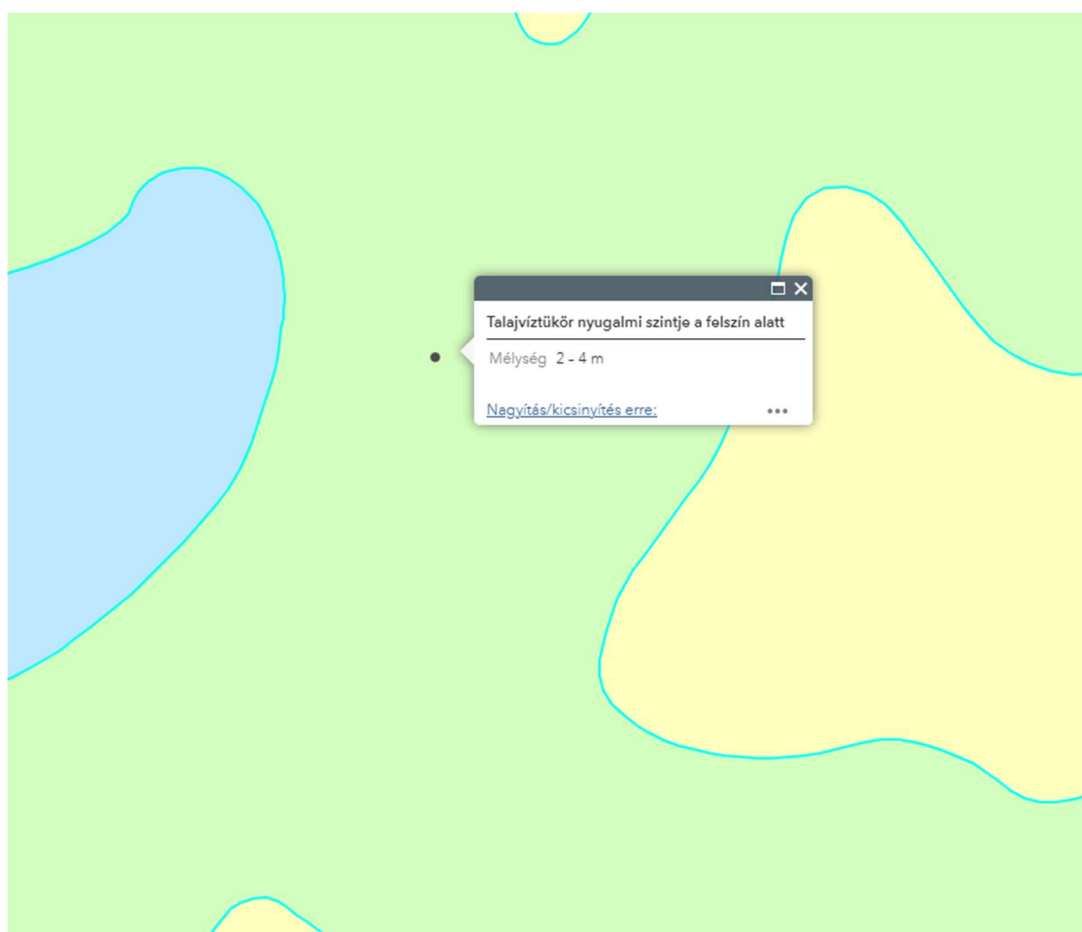 Talajvíztükör nyugalmi szintje a felszín alatt
Mélység 2 - 4 m
Nagyítás/kicsinyítés erre: